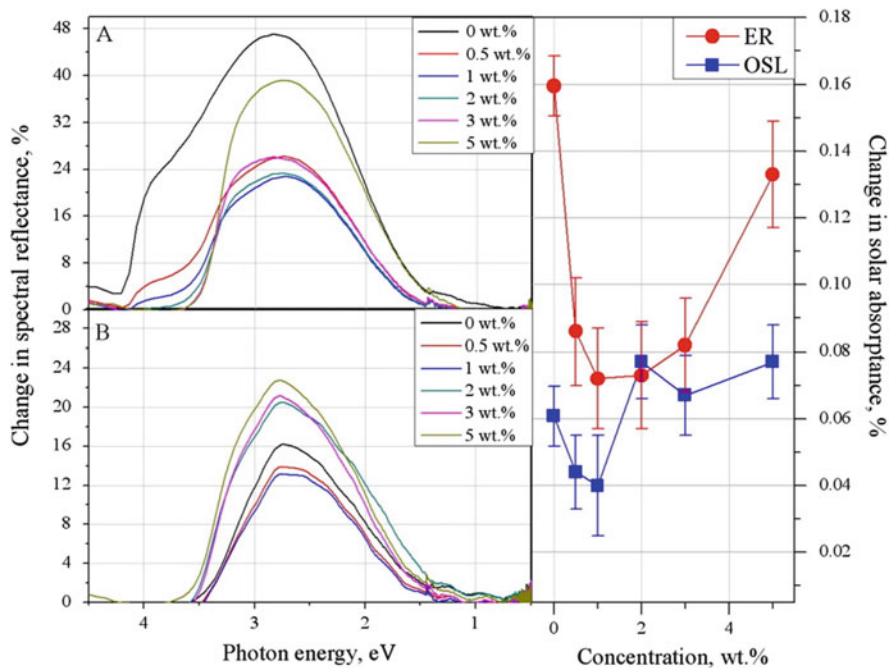 A
48
40
32
24
16
8
0
0 wt.%
0.5 wt.%
1 wt.%
2 wt.%
3 wt.%
5 wt.%
B
28
24
20
16
12
8
4
0
0 wt.%
0.5 wt.%
1 wt.%
2 wt.%
3 wt.%
5 wt.%
Change in spectral reflectance, %
4
3
2
1
Photon energy, eV
ER
OSL
0.18
0.16
0.14
0.12
0.10
0.08
0.06
0.04
0.02
Change in solar absorptance, %
0
2
4
Concentration, wt.%